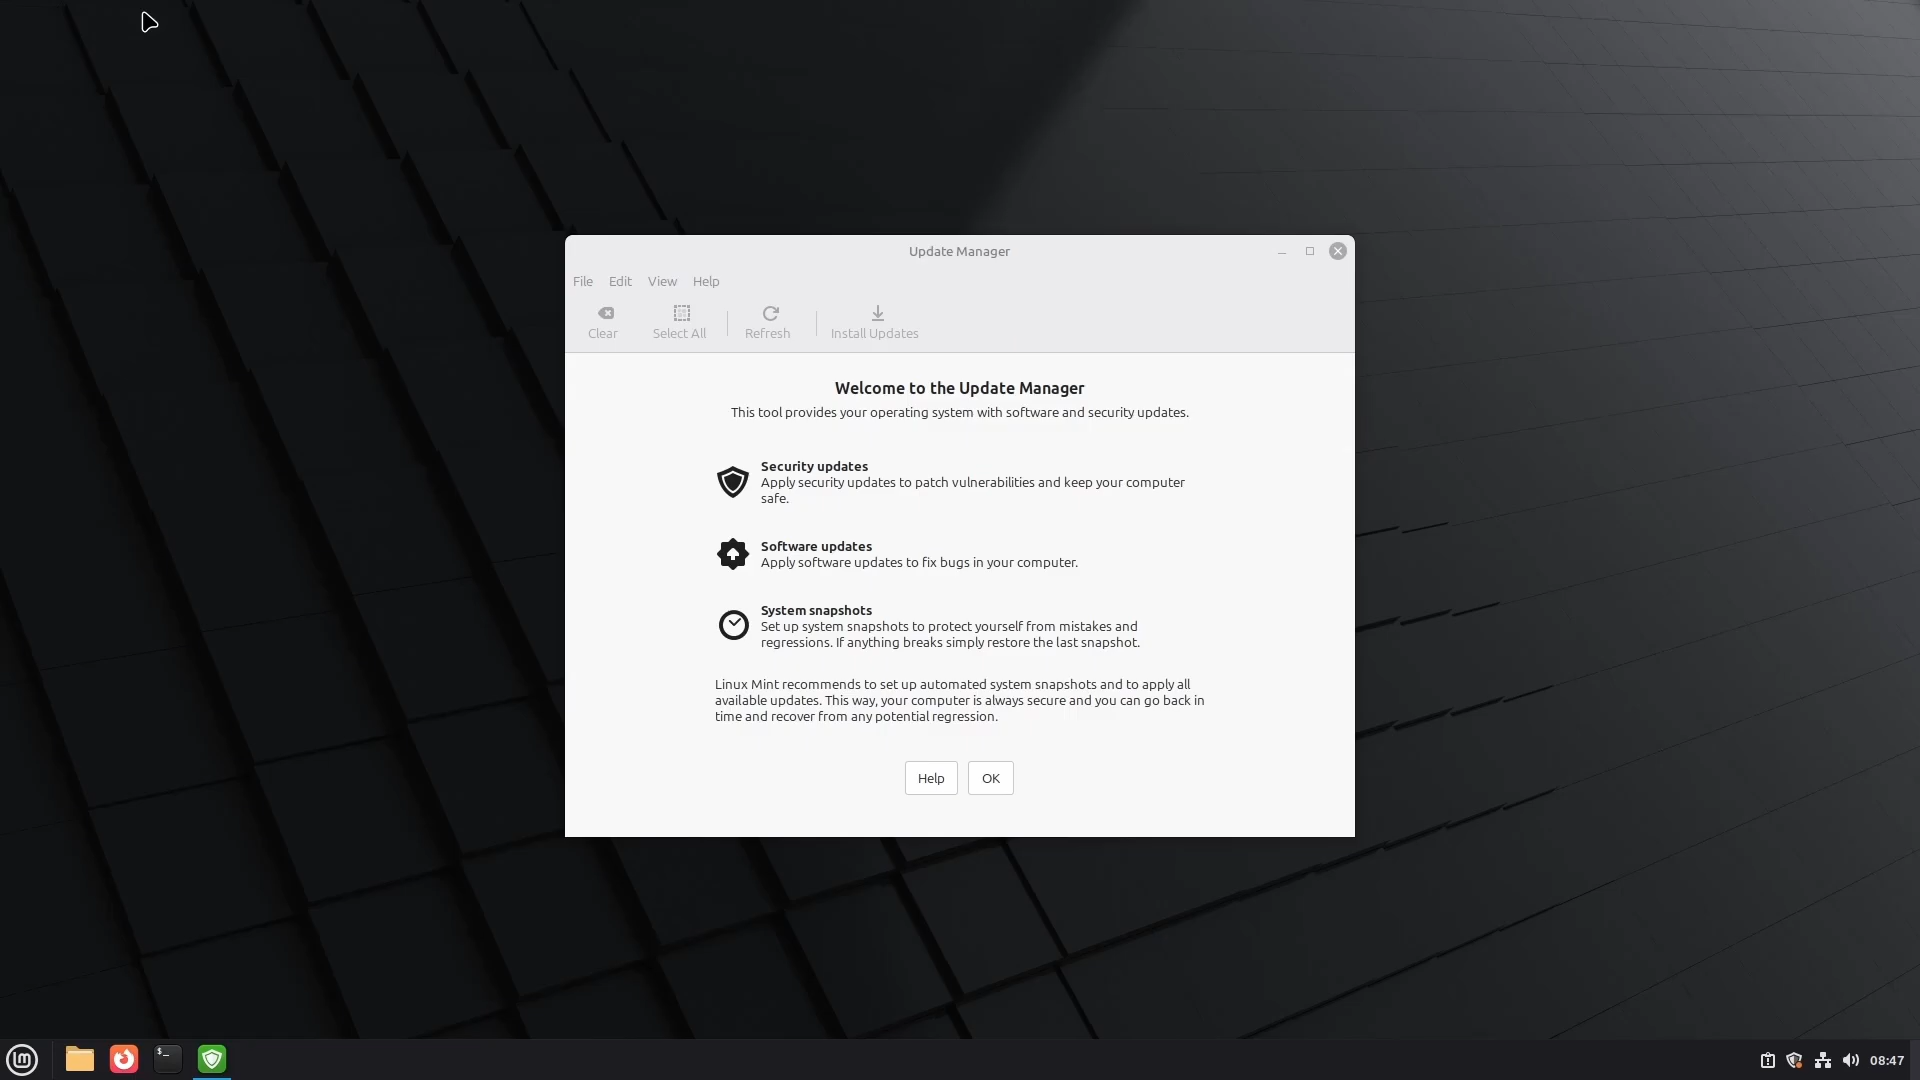 Update Manager
File Edit View Help
Clear Select All Refresh Install Updates
Welcome to the Update Manager
This tool provides your operating system with software and security updates.
Security updates
Apply security updates to patch vulnerabilities and keep your computer
safe.
Software updates
Apply software updates to fix bugs in your computer.
System snapshots
Set up system snapshots to protect yourself from mistakes and
regressions. If anything breaks simply restore the last snapshot.
Linux Mint recommends to set up automated system snapshots and to apply all
available updates. This way, your computer is always secure and you can go back in
time and recover from any potential regression.
Help OK
$_ 08:47